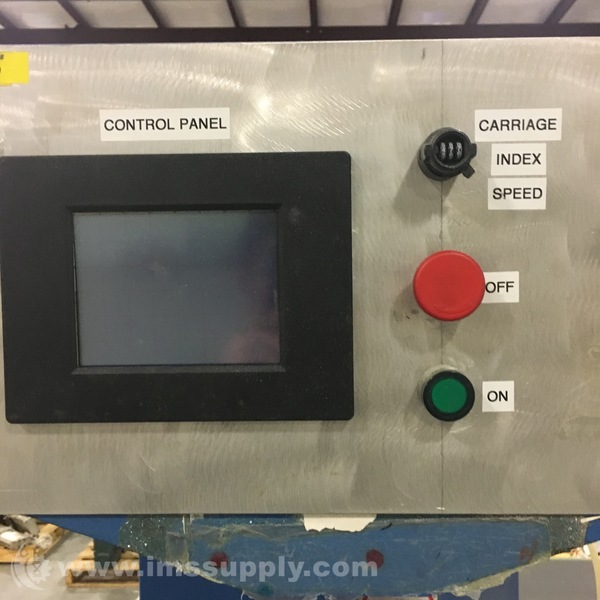 CONTROL PANEL
CARRIAGE
INDEX
SPEED
OFF
ON
www.imssupply.com